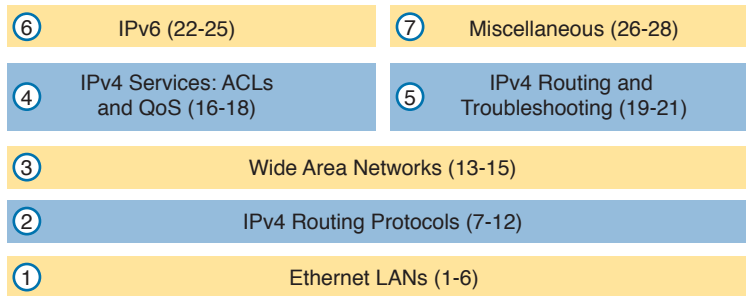 6 IPv6 (22-25)
7 Miscellaneous (26-28)
4 IPv4 Services: ACLs
and QoS (16-18)
5 IPv4 Routing and
Troubleshooting (19-21)
3 Wide Area Networks (13-15)
2 IPv4 Routing Protocols (7-12)
1 Ethernet LANs (1-6)